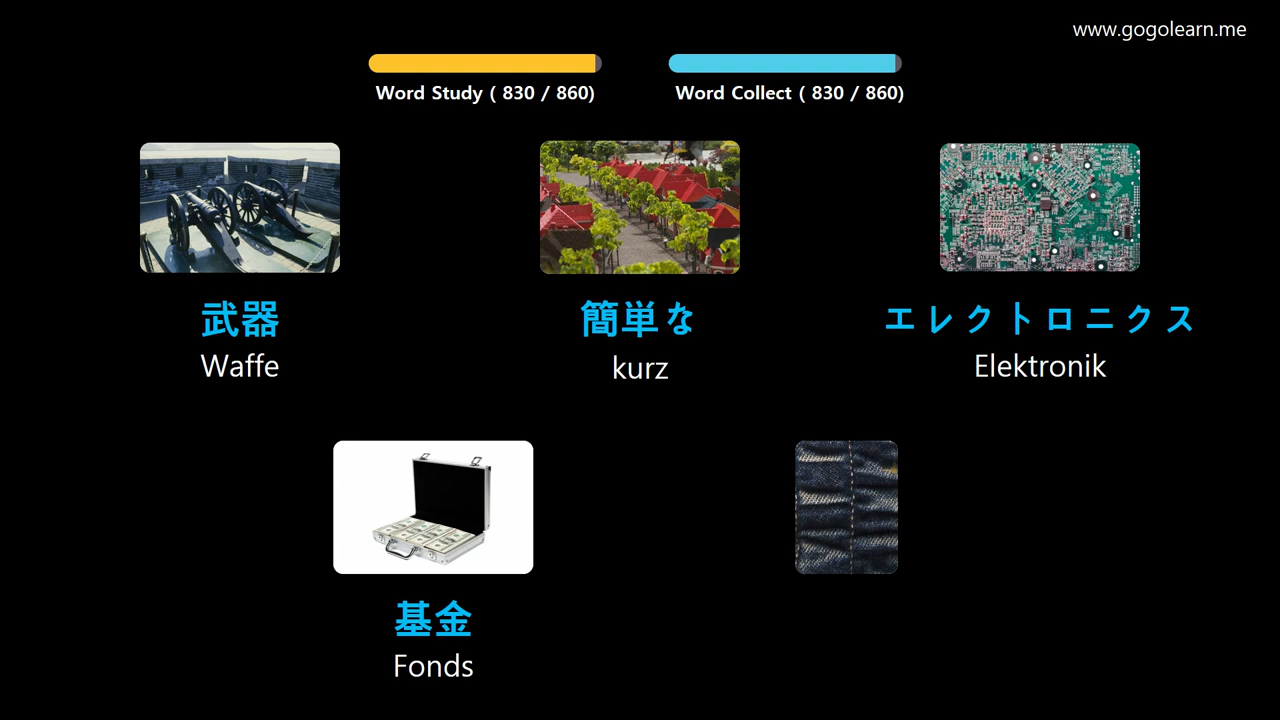 www.gogolearn.me
Word Study ( 830 / 860)
Word Collect ( 830 / 860)
武器
Waffe
簡単な
kurz
エレクトロニクス
Elektronik
基金
Fonds